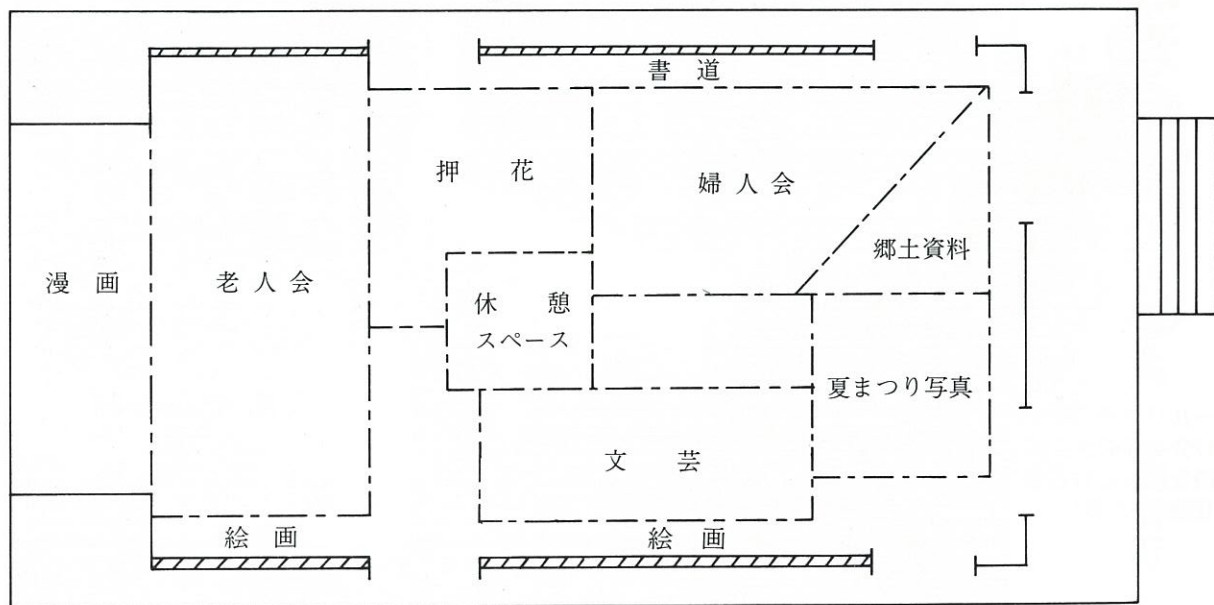 書道
押花
婦人会
郷土資料
漫画
老人会
休憩
スペース
夏まつり写真
文芸
絵画
絵画